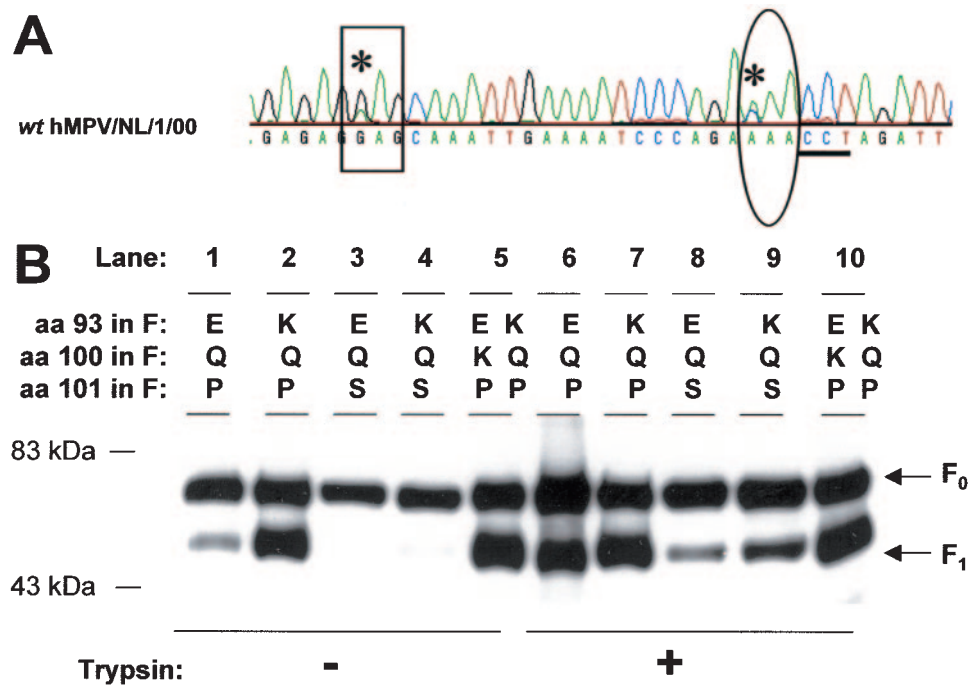 A
* *
wt hMPV/NL/1/00
.GAGAGGAGCAAATTGAAAATCCCAGAAAACCTAGATT
B Lane: 1 2 3 4 5 6 7 8 9 10
aa 93 in F: E K E K E K E K E K E K
aa 100 in F: Q Q Q Q K Q Q Q Q Q K Q
aa 101 in F: P P S S P P P P S S P P
83 kDa
F0
F1
43 kDa
Trypsin: - +